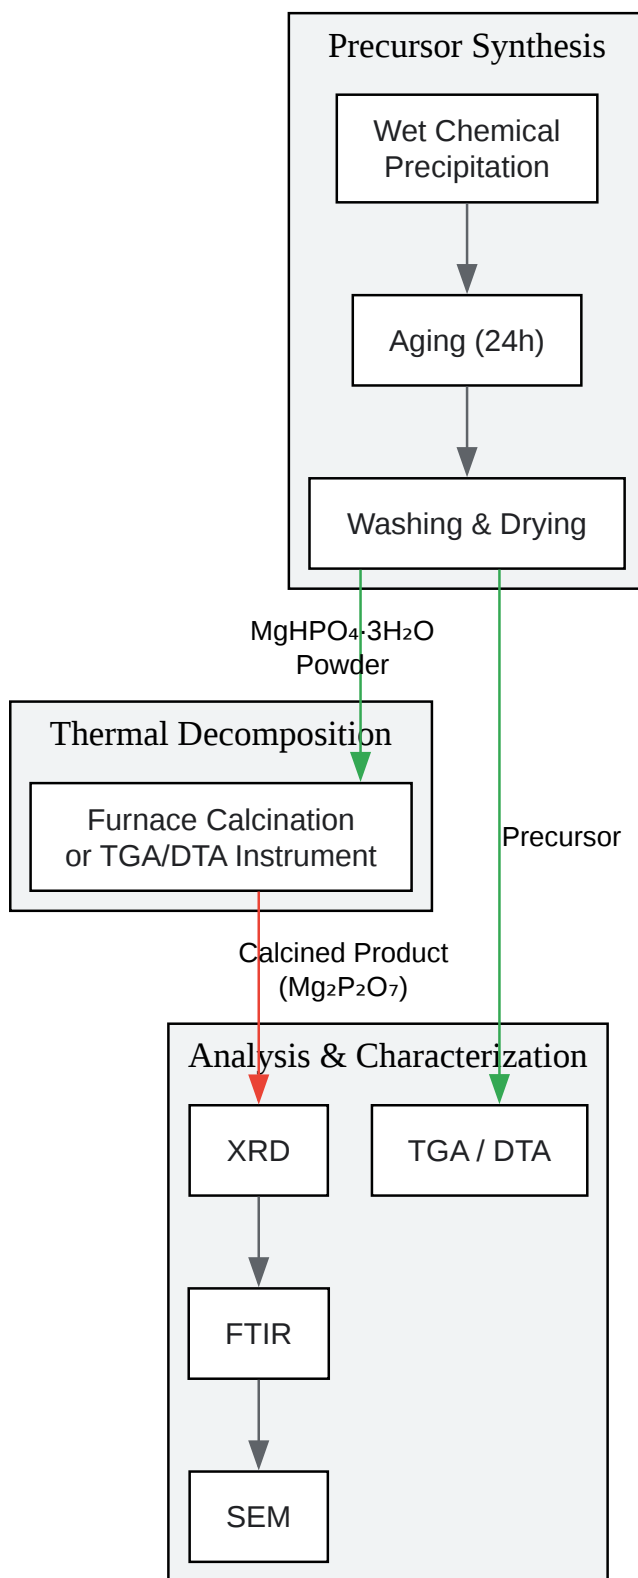 Precursor Synthesis
Wet Chemical
Precipitation
Aging (24h)
Washing & Drying
MgHPO₄·3H₂O
Powder
Thermal Decomposition
Furnace Calcination
or TGA/DTA Instrument
Precursor
Calcined Product
(Mg₂P₂O₇)
Analysis & Characterization
XRD
TGA / DTA
FTIR
SEM